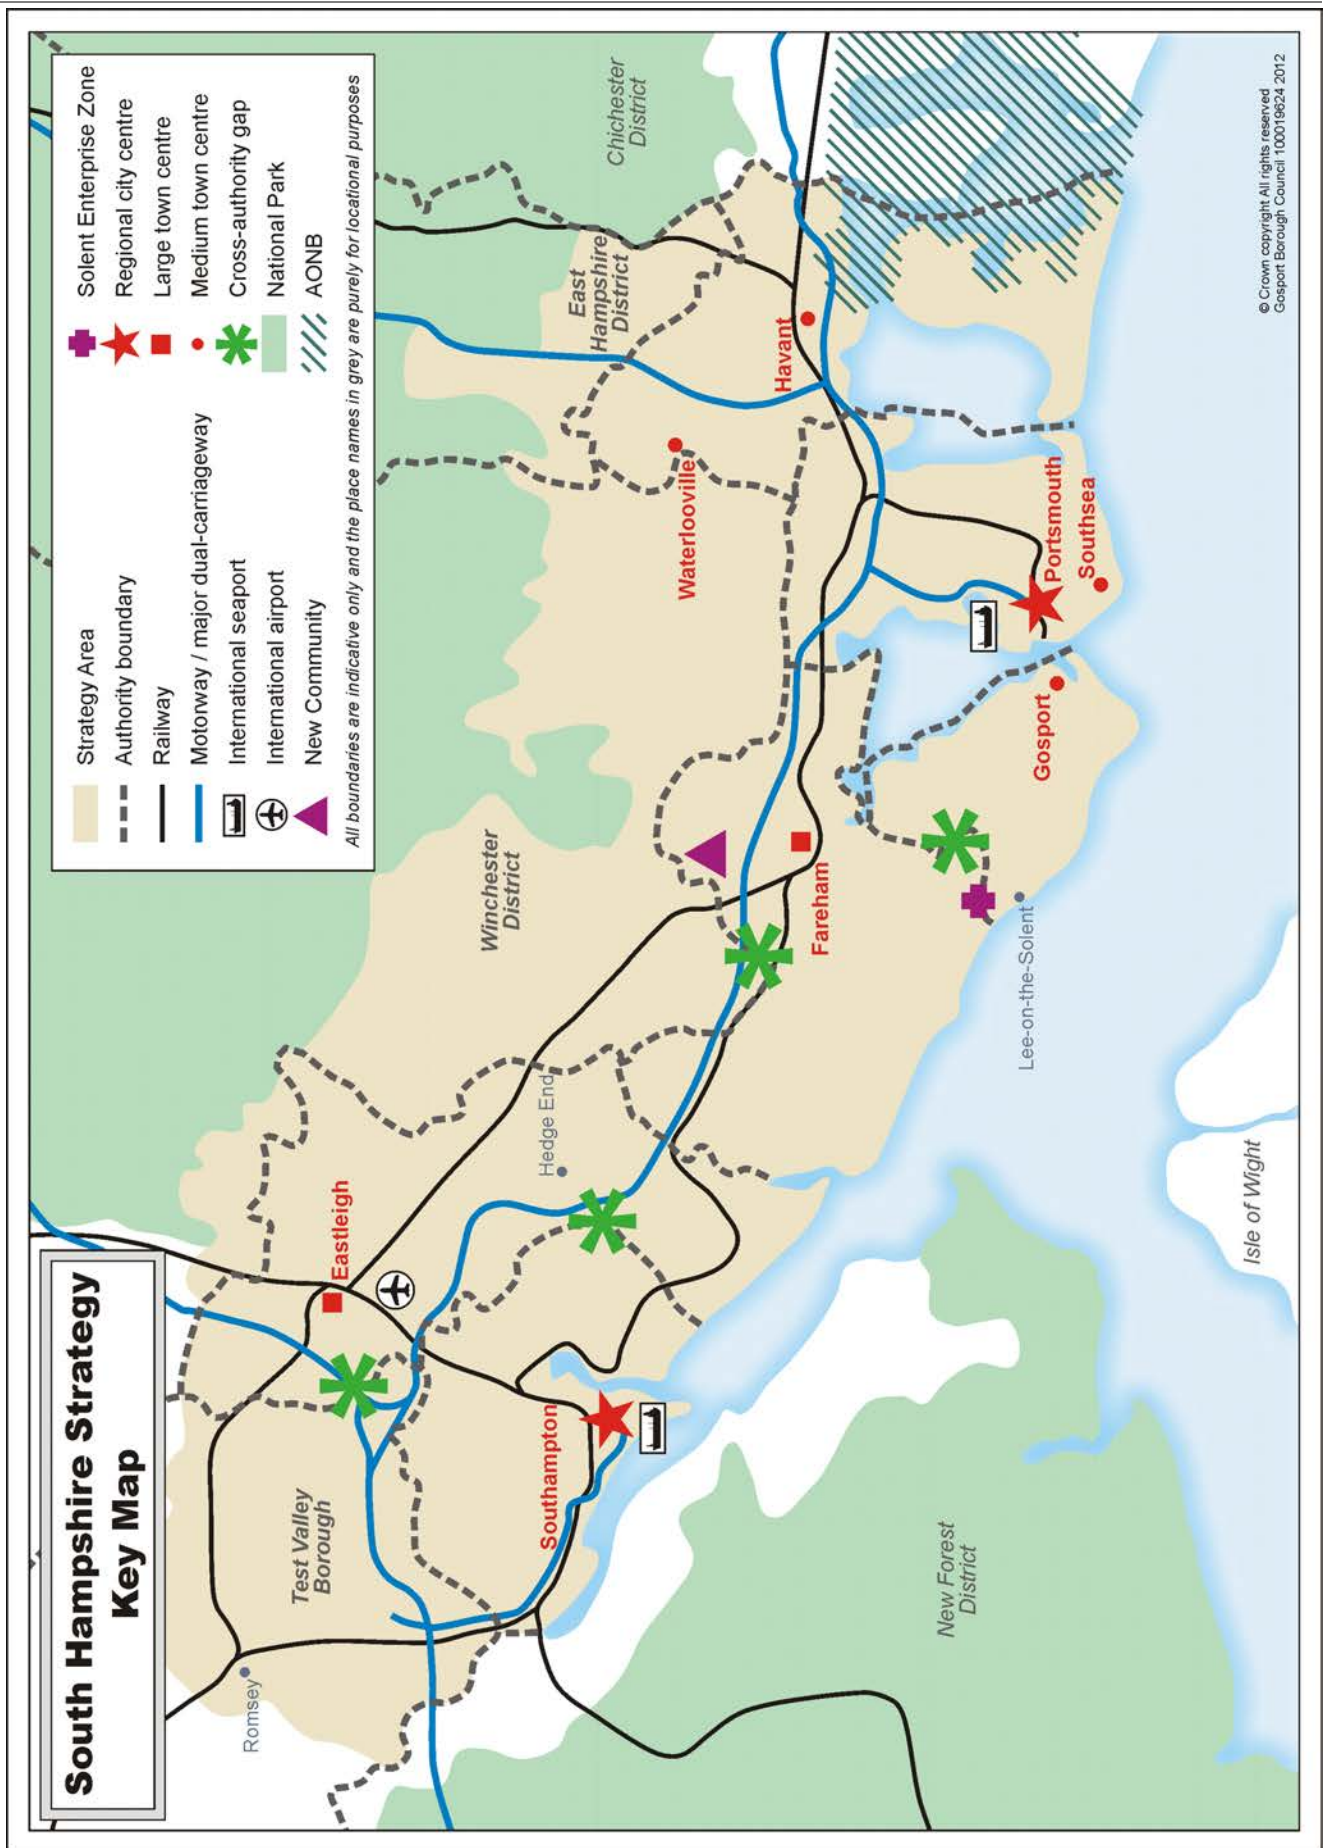 South Hampshire Strategy
Key Map
Strategy Area
Authority boundary
Railway
Motorway / major dual-carriageway
International seaport
International airport
New Community
Solent Enterprise Zone
Regional city centre
Large town centre
Medium town centre
Cross-authority gap
National Park
AONB
All boundaries are indicative only and the place names in grey are purely for locational purposes
Romsey
Test Valley
Borough
Eastleigh
Southampton
Hedge End
Winchester
District
East
Hampshire
District
Chichester
District
Waterlooville
Havant
Fareham
Portsmouth
Southsea
Gosport
Lee-on-the-Solent
New Forest
District
Isle of Wight
© Crown copyright All rights reserved
Gosport Borough Council 100019624 2012